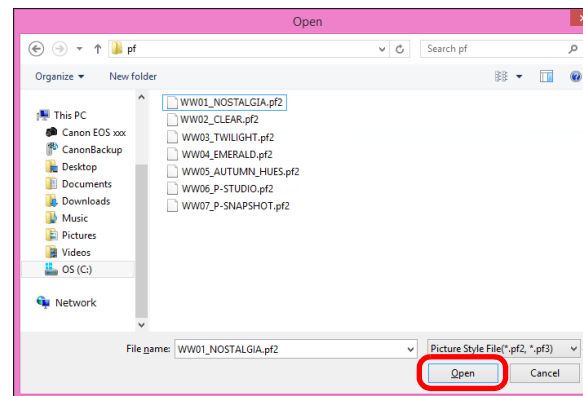 Open
pf
Search pf
Organize
New folder
This PC
Canon EOS xxx
CanonBackup
Desktop
Documents
Downloads
Music
Pictures
Videos
OS (C:)
Network
WW01_NOSTALGIA.pf2
WW02_CLEAR.pf2
WW03_TWILIGHT.pf2
WW04_EMERALD.pf2
WW05_AUTUMN_HUES.pf2
WW06_P-STUDIO.pf2
WW07_P-SNAPSHOT.pf2
File name: WW01_NOSTALGIA.pf2
Picture Style File(*.pf2, *.pf3)
Open
Cancel